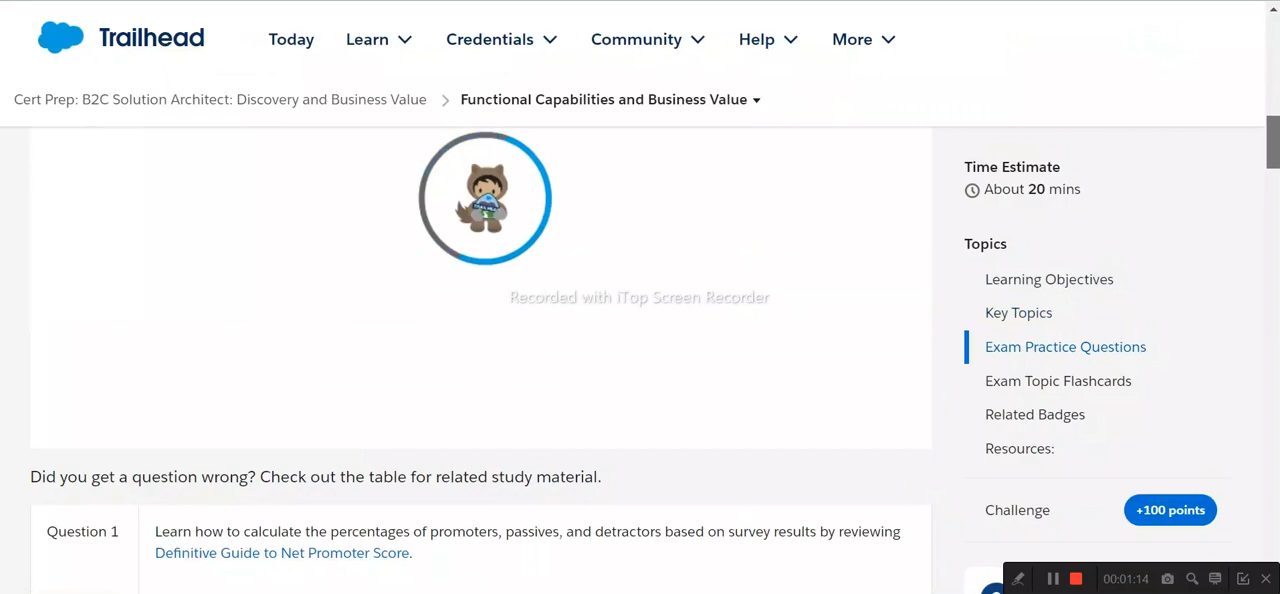 Trailhead
Today Learn Credentials Community Help More
Cert Prep: B2C Solution Architect: Discovery and Business Value Functional Capabilities and Business Value
Time Estimate
About 20 mins
Topics
Learning Objectives
Recorded with iTop Screen Recorder
Key Topics
Exam Practice Questions
Exam Topic Flashcards
Related Badges
Resources:
Did you get a question wrong? Check out the table for related study material.
Challenge +100 points
Question 1 Learn how to calculate the percentages of promoters, passives, and detractors based on survey results by reviewing
Definitive Guide to Net Promoter Score.
00:01:14